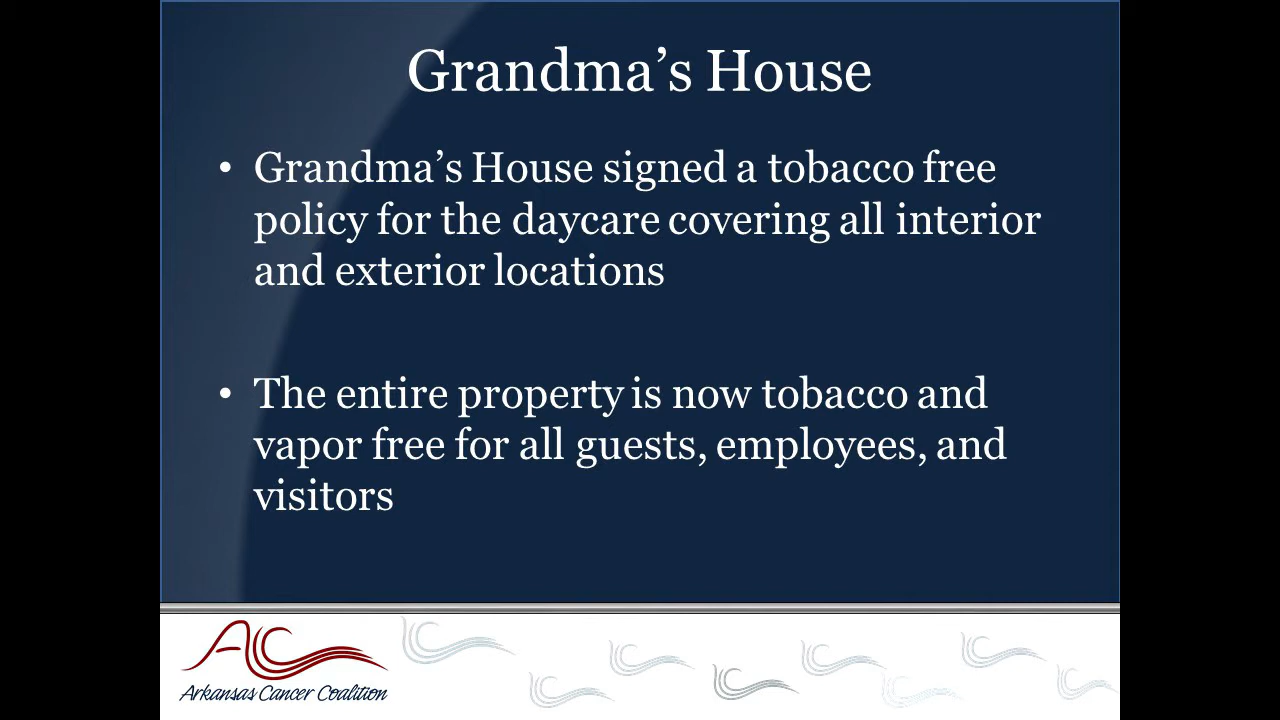 Grandma’s House
• Grandma’s House signed a tobacco free
policy for the daycare covering all interior
and exterior locations
• The entire property is now tobacco and
vapor free for all guests, employees, and
visitors
ACC
Arkansas Cancer Coalition